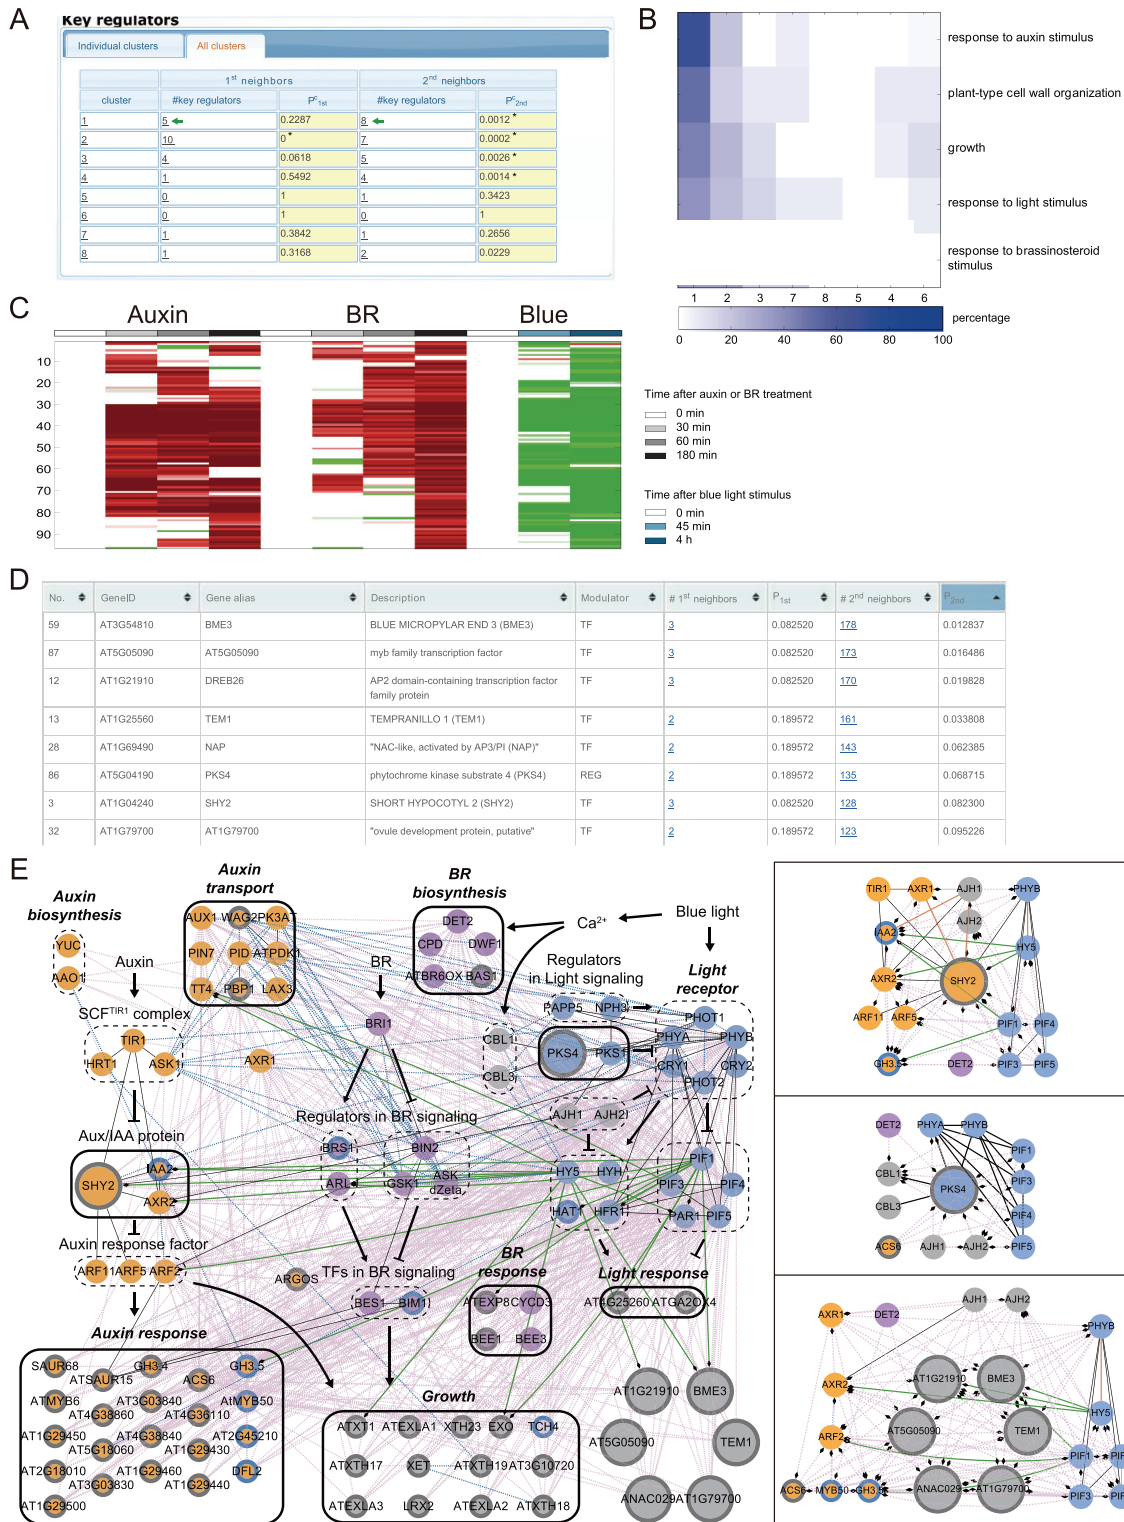 A
Key regulators
Individual clusters
All clusters
1st neighbors
2nd neighbors
cluster #key regulators Pc1st #key regulators Pc2nd
1 5 0.2287 8 0.0012 *
2 10 0 * 7 0.0002 *
3 4 0.0618 5 0.0026 *
4 1 0.5492 4 0.0014 *
5 0 1 1 0.3423
6 0 1 0 1
7 1 0.3842 1 0.2656
8 1 0.3168 2 0.0229
B
response to auxin stimulus
plant-type cell wall organization
growth
response to light stimulus
response to brassinosteroid
stimulus
1 2 3 7 8 5 4 6
percentage
0 20 40 60 80 100
C
Auxin BR Blue
10
20
30
40
50
60
70
80
90
Time after auxin or BR treatment
0 min
30 min
60 min
180 min
Time after blue light stimulus
0 min
45 min
4 h
D
No. GeneID Gene alias Description Modulator # 1st neighbors P1st # 2nd neighbors P2nd
59 AT3G54810 BME3 BLUE MICROPYLAR END 3 (BME3) TF 3 0.082520 178 0.012837
87 AT5G05090 AT5G05090 myb family transcription factor TF 3 0.082520 173 0.016486
12 AT1G21910 DREB26 AP2 domain-containing transcription factor TF 3 0.082520 170 0.019828
family protein
13 AT1G25560 TEM1 TEMPRANILLO 1 (TEM1) TF 2 0.189572 161 0.033808
28 AT1G69490 NAP "NAC-like, activated by AP3/PI (NAP)" TF 2 0.189572 143 0.062385
86 AT5G04190 PKS4 phytochrome kinase substrate 4 (PKS4) REG 2 0.189572 135 0.068715
3 AT1G04240 SHY2 SHORT HYPOCOTYL 2 (SHY2) TF 3 0.082520 128 0.082300
32 AT1G79700 AT1G79700 "ovule development protein, putative" TF 2 0.189572 123 0.095226
E
Auxin
biosynthesis
YUC
AAO1
Auxin
transport
AUX1 WAG2 PK3AT
PIN7 PID ATPDK1
TT4 PBP1 LAX3
BR
biosynthesis
DET2
CPD DWF1
ATBR6OX BAS1
Ca2+
Blue light
Auxin
SCFTIR1 complex
TIR1
HRT1 ASK1
AXR1
BR
BRI1
Regulators
in Light signaling
PAPP5 NPH3
PKS4 PKS1
CBL1
CBL3
Light
receptor
PHOT1
PHYA PHYB
CRY1 CRY2
PHOT2
AJH1 AJH2
Aux/IAA protein
SHY2 IAA2
AXR2
Regulators in BR signaling
BRS1 BIN2
ARL GSK1 ASK
dZeta
HY5 HYH
HAT1 HFR1
PIF1
PIF3 PIF4
PAR1 PIF5
Auxin response factor
ARF11 ARF5 ARF2
ARGOS
TFs in BR signaling
BES1 BIM1
BR
response
ATEXP8 CYCD3
BEE1 BEE3
Light response
AT4G25260 ATGA2OX4
Auxin response
SAUR68 GH3.4 GH3.5
ATSAUR15 ACS6
ATMYB6 AT3G03840 AtMYB50
AT4G38860 AT4G36110
AT1G29450 AT4G38840 AT2G45210
AT5G18060 AT1G29430
AT2G18010 AT1G29460 DFL2
AT3G03830 AT1G29440
AT1G29500
Growth
ATXT1 ATEXLA1 XTH23 EXO TCH4
ATXTH17 XET ATXTH19 AT3G10720
ATEXLA3 LRX2 ATEXLA2 ATXTH18
AT1G21910 BME3
AT5G05090 TEM1
ANAC029 AT1G79700
TIR1 AXR1 AJH1 PHYB
IAA2 AJH2 HY5
AXR2 SHY2
ARF11 ARF5 PIF1 PIF4
GH3.5 DET2 PIF3 PIF5
DET2 PHYA PHYB
PIF1
CBL1 PKS4 PIF3
CBL3 PIF4
ACS6 AJH1 AJH2 PIF5
AXR1 DET2 AJH1 AJH2 PHYB
AXR2 AT1G21910 BME3
HY5
ARF2 AT5G05090 TEM1
PIF1
ACS6 MYB50 GH3.5 ANAC029 AT1G79700 PIF3